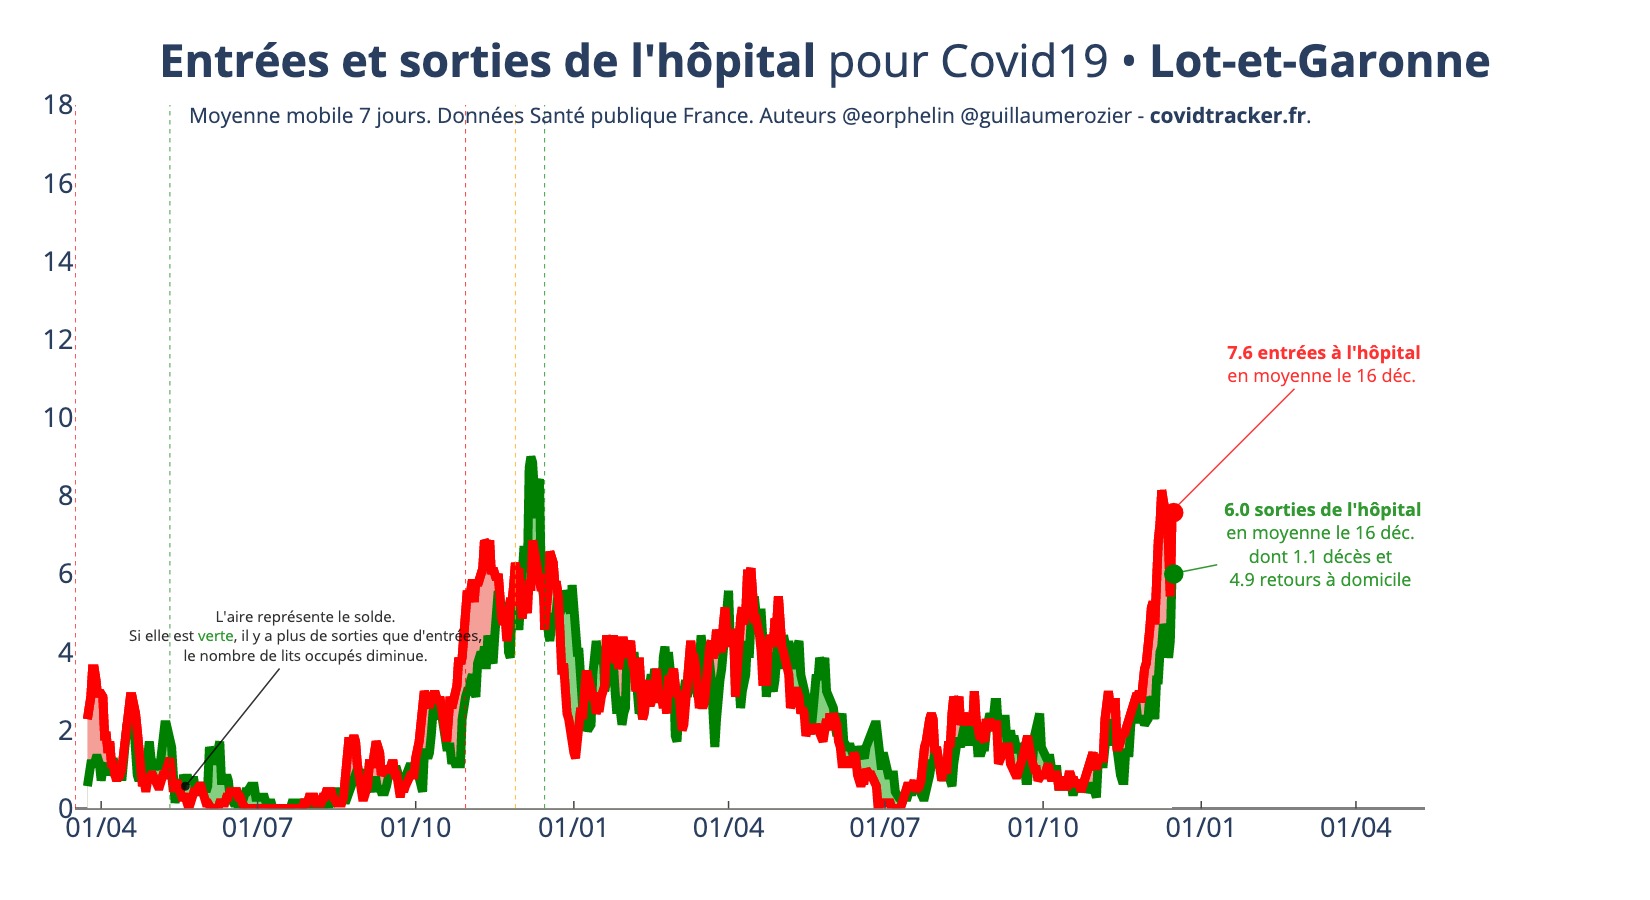 Entrées et sorties de l'hôpital pour Covid19 • Lot-et-Garonne
Moyenne mobile 7 jours. Données Santé publique France. Auteurs @eorphelin @guillaumerozier - covidtracker.fr.
18
16
14
12
10
8
6
4
2
0
7.6 entrées à l'hôpital
en moyenne le 16 déc.
6.0 sorties de l'hôpital
en moyenne le 16 déc.
dont 1.1 décès et
4.9 retours à domicile
L'aire représente le solde.
Si elle est verte, il y a plus de sorties que d'entrées,
le nombre de lits occupés diminue.
01/04 01/07 01/10 01/01 01/04 01/07 01/10 01/01 01/04